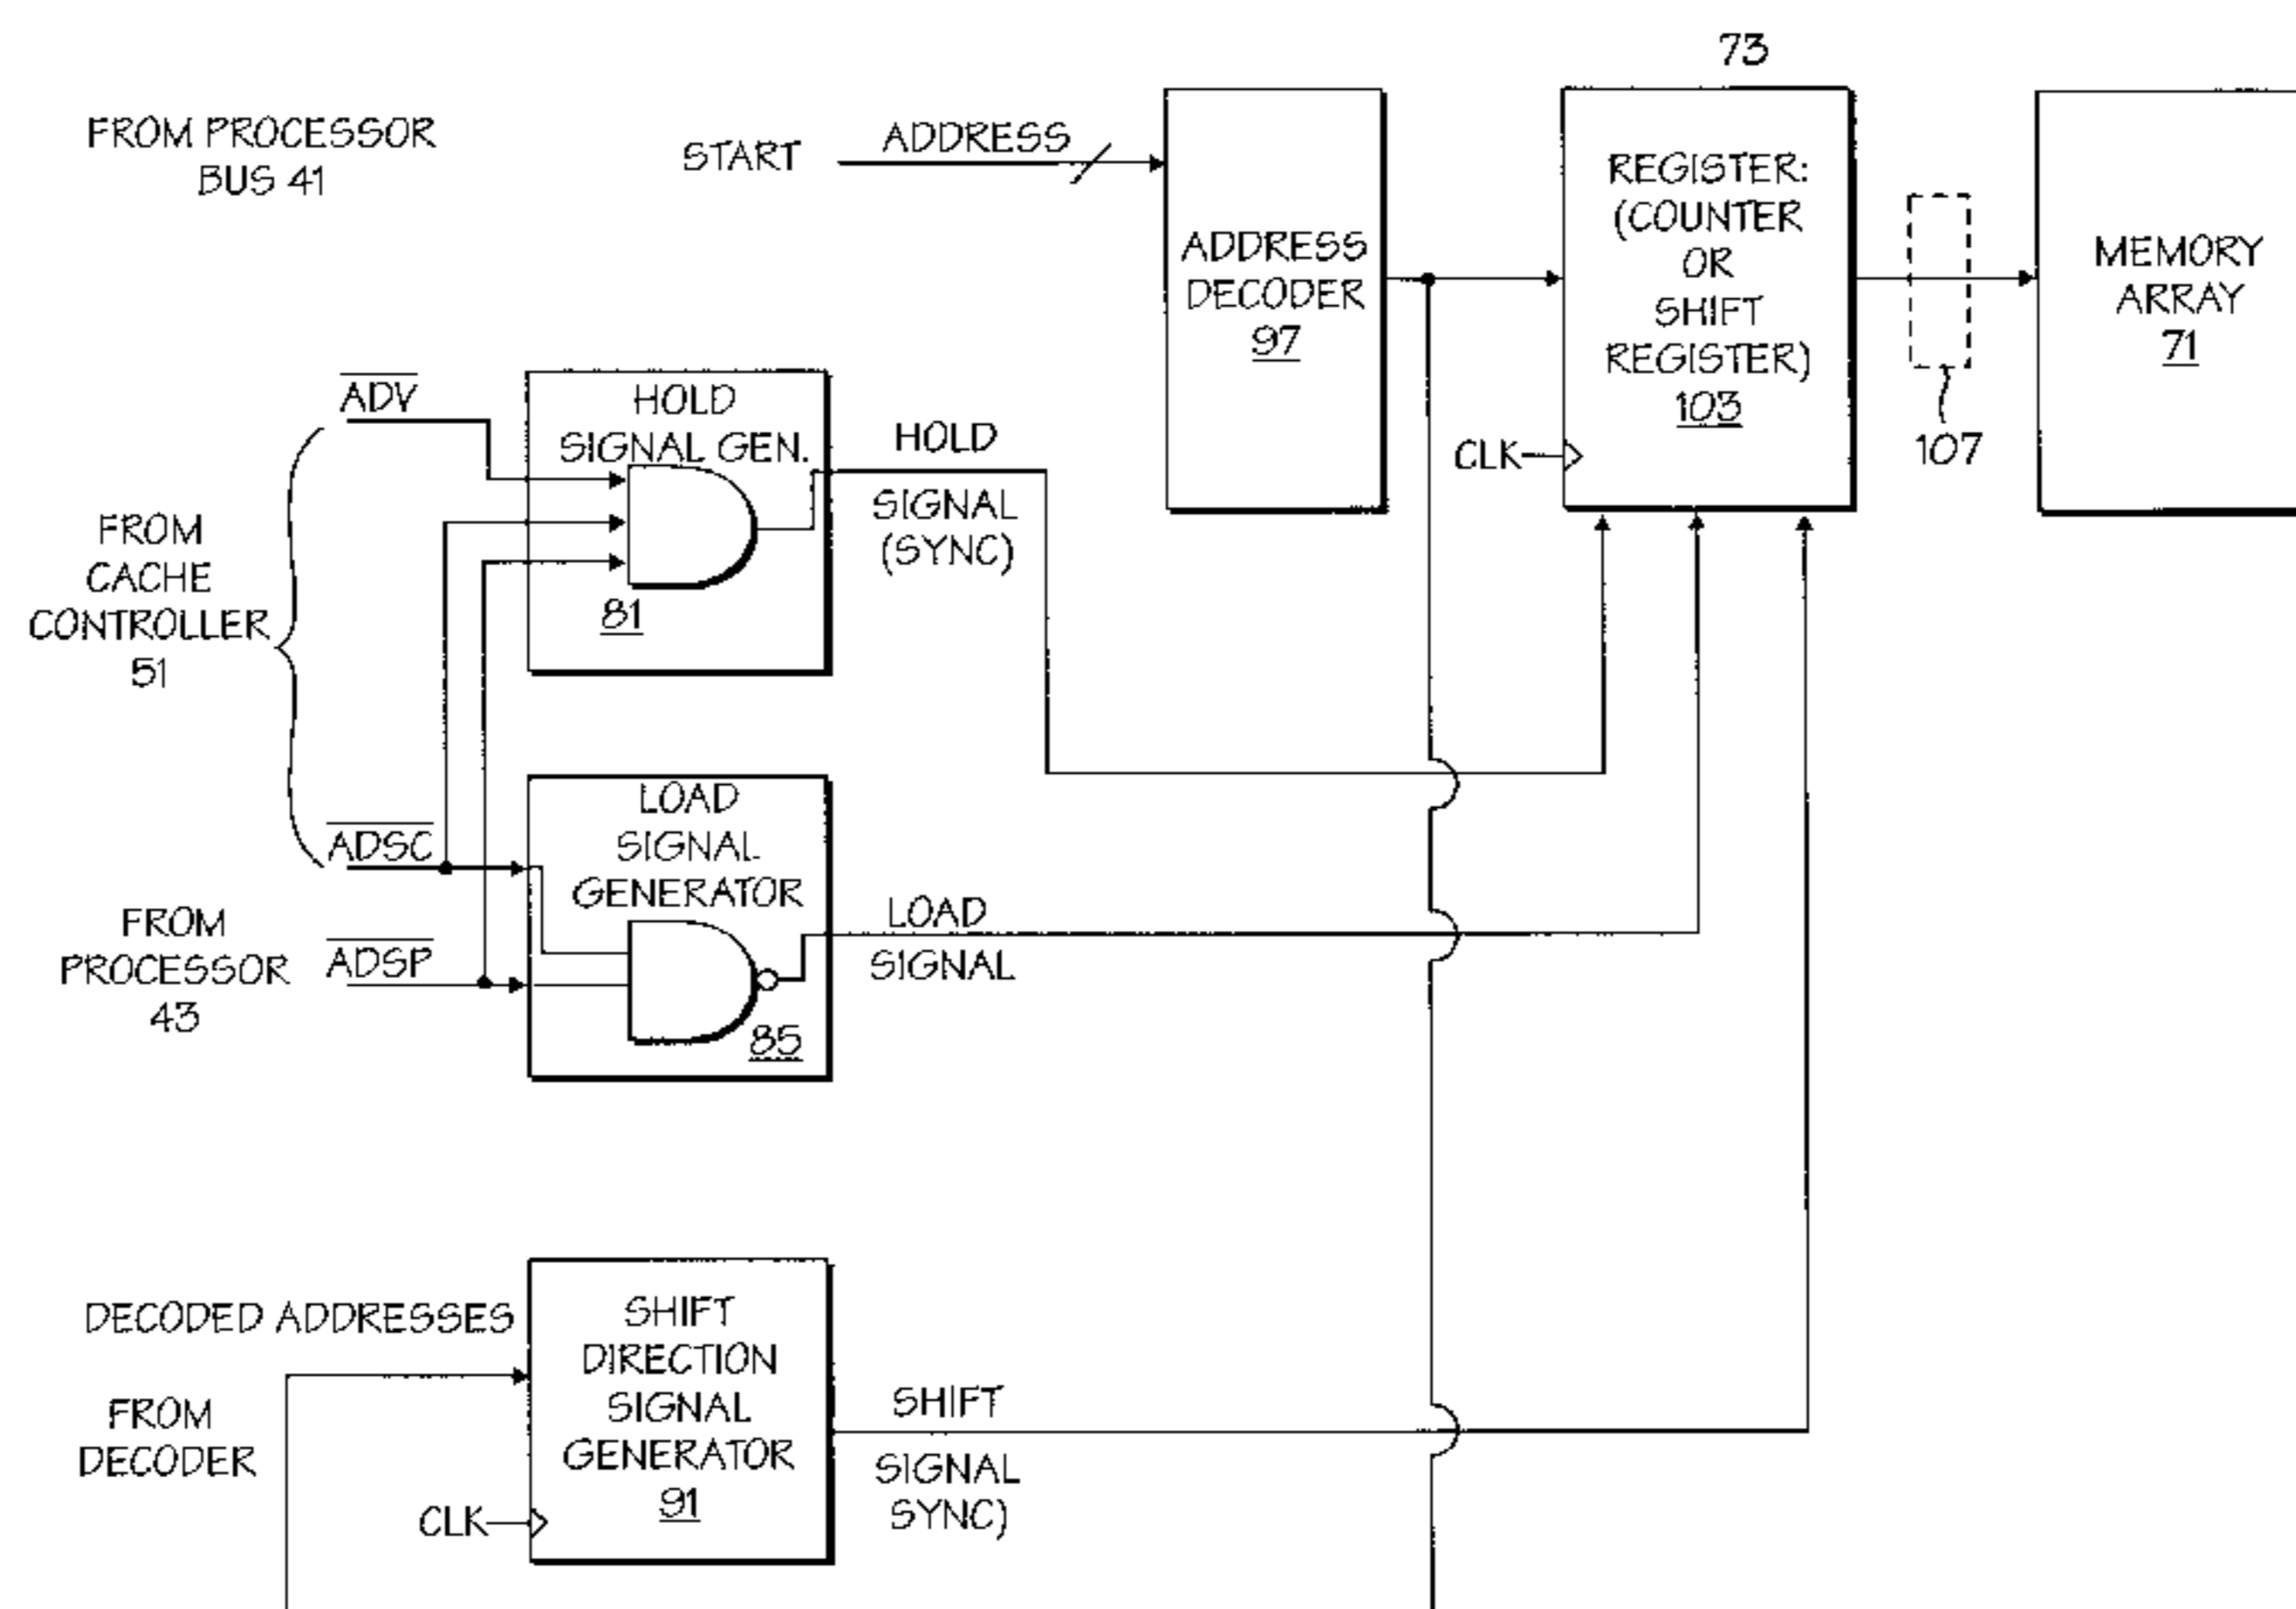 73
FROM PROCESSOR
BUS 41
START
ADDRESS
ADDRESS
DECODER
97
REGISTER:
(COUNTER
OR
SHIFT
REGISTER)
103
CLK
107
MEMORY
ARRAY
71
ADV
HOLD
SIGNAL GEN.
81
HOLD
SIGNAL
(SYNC)
FROM
CACHE
CONTROLLER
51
ADSC
LOAD
SIGNAL
GENERATOR
85
LOAD
SIGNAL
FROM
PROCESSOR
43
ADSP
DECODED ADDRESSES
FROM
DECODER
SHIFT
DIRECTION
SIGNAL
GENERATOR
91
CLK
SHIFT
SIGNAL
SYNC)